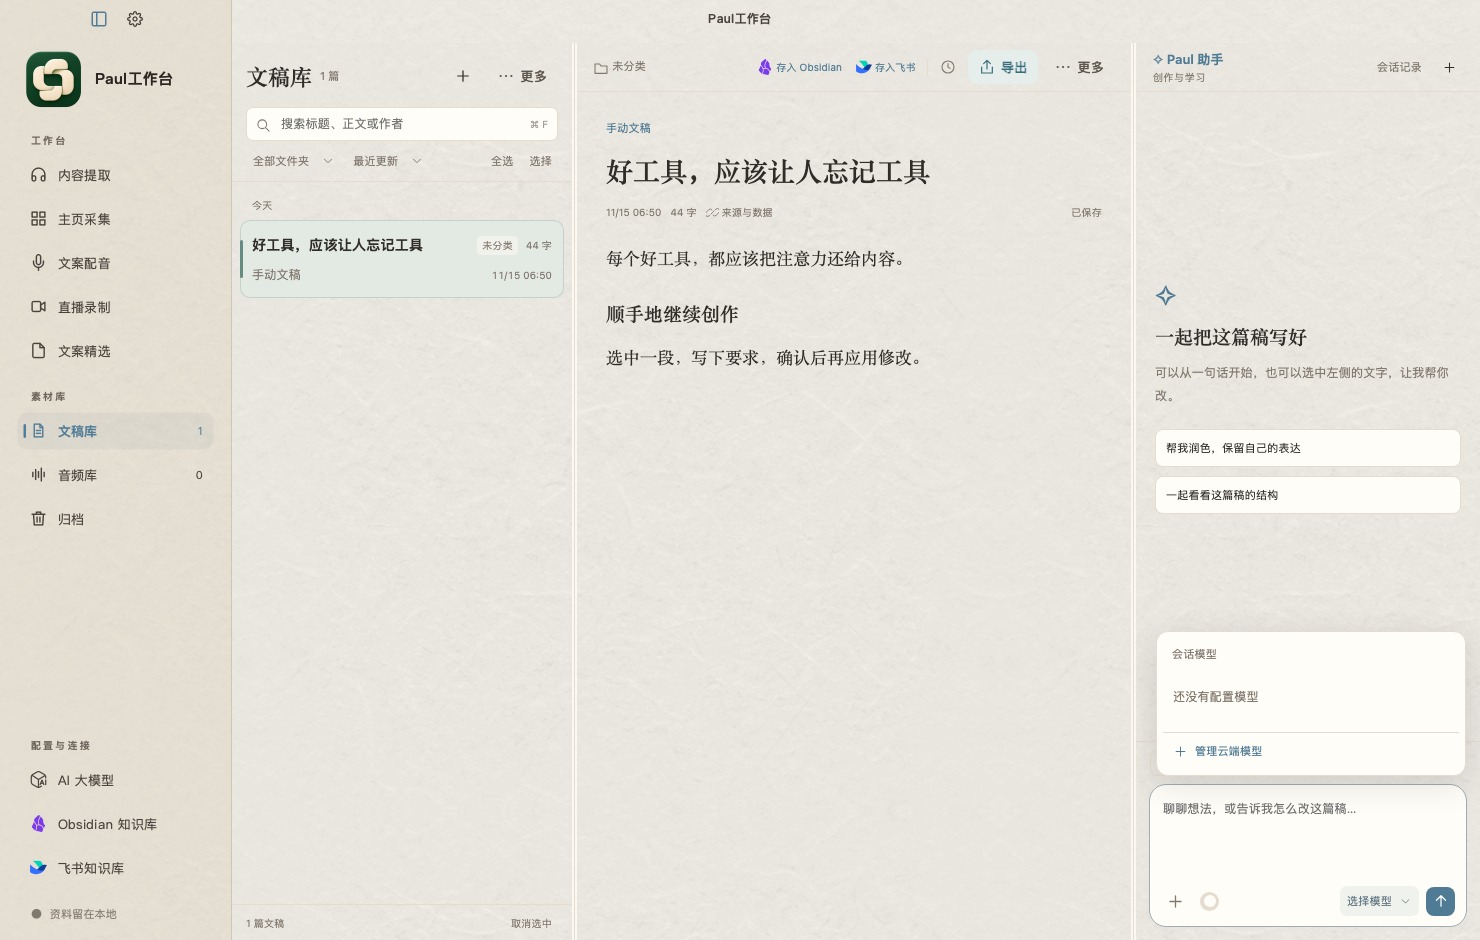 Paul工作台
Paul工作台
工作台
内容提取
主页采集
文案配音
直播录制
文案精选
素材库
文稿库 1
音频库 0
归档
配置与连接
AI 大模型
Obsidian 知识库
飞书知识库
资料留在本地
文稿库 1 篇
更多
搜索标题、正文或作者 ⌘ F
全部文件夹 最近更新 全选 选择
今天
好工具，应该让人忘记工具 未分类 44 字
手动文稿 11/15 06:50
1 篇文稿 取消选中
未分类 存入 Obsidian 存入飞书 导出 更多
手动文稿
好工具，应该让人忘记工具
11/15 06:50 44 字 来源与数据 已保存
每个好工具，都应该把注意力还给内容。
顺手地继续创作
选中一段，写下要求，确认后再应用修改。
Paul 助手
创作与学习
会话记录
一起把这篇稿写好
可以从一句话开始，也可以选中左侧的文字，让我帮你
改。
帮我润色，保留自己的表达
一起看看这篇稿的结构
会话模型
还没有配置模型
管理云端模型
聊聊想法，或告诉我怎么改这篇稿...
选择模型